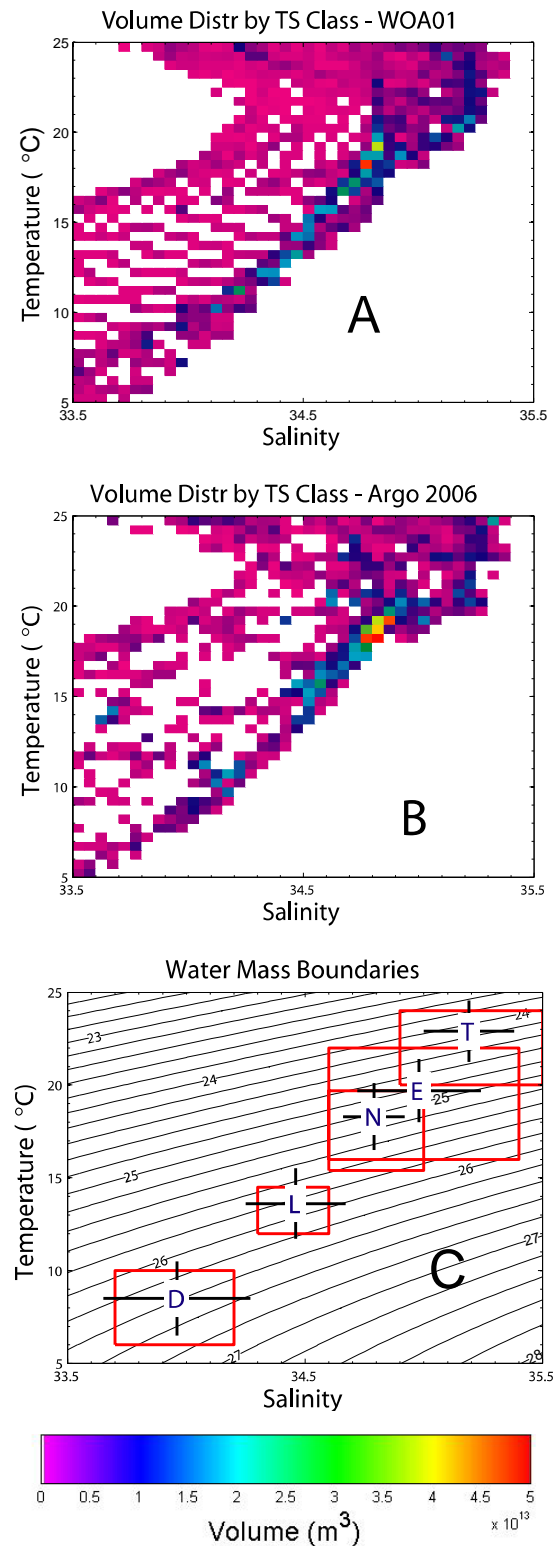 Volume Distr by TS Class - WOA01
25
20
15
10
5
Temperature ( °C)
A
33.5 34.5 35.5
Salinity
Volume Distr by TS Class - Argo 2006
25
20
15
10
5
Temperature ( °C)
B
33.5 34.5 35.5
Salinity
Water Mass Boundaries
25
20
15
10
5
Temperature ( °C)
23
24
24
T
E
25
N
25
26
L
26
27
C
D
27
28
33.5 34.5 35.5
Salinity
0 0.5 1 1.5 2 2.5 3 3.5 4 4.5 5
x 10^13
Volume (m^3)